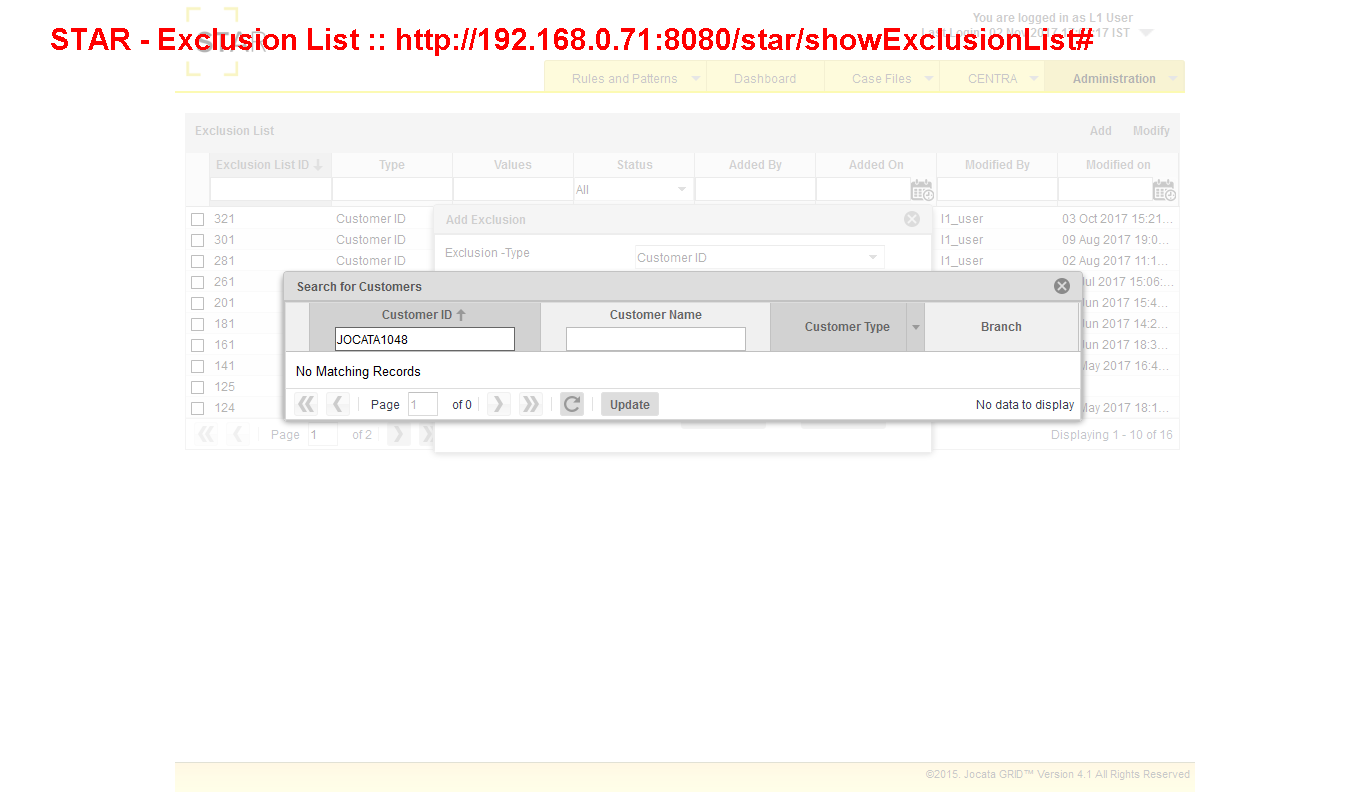 You are logged in as L1 User
STAR - Exclusion List :: http://192.168.0.71:8080/star/showExclusionList#
STAR
Rules and Patterns Dashboard Case Files CENTRA Administration
Exclusion List Add Modify
Exclusion List ID Type Values Status Added By Added On Modified By Modified on
All
321 Customer ID l1_user 03 Oct 2017 15:21...
Add Exclusion
301 Customer ID l1_user 09 Aug 2017 19:0...
Exclusion -Type Customer ID
281 Customer ID l1_user 02 Aug 2017 11:1...
261 Jul 2017 15:06:...
Search for Customers
201 Jun 2017 15:4...
Customer ID Customer Name Customer Type Branch
181 Jun 2017 14:2...
JOCATA1048
161 Jun 2017 18:3...
141 May 2017 16:4...
No Matching Records
125
124 May 2017 18:1...
Page 1 of 0 Update No data to display
Page 1 of 2 Displaying 1 - 10 of 16
©2015. Jocata GRID™ Version 4.1 All Rights Reserved